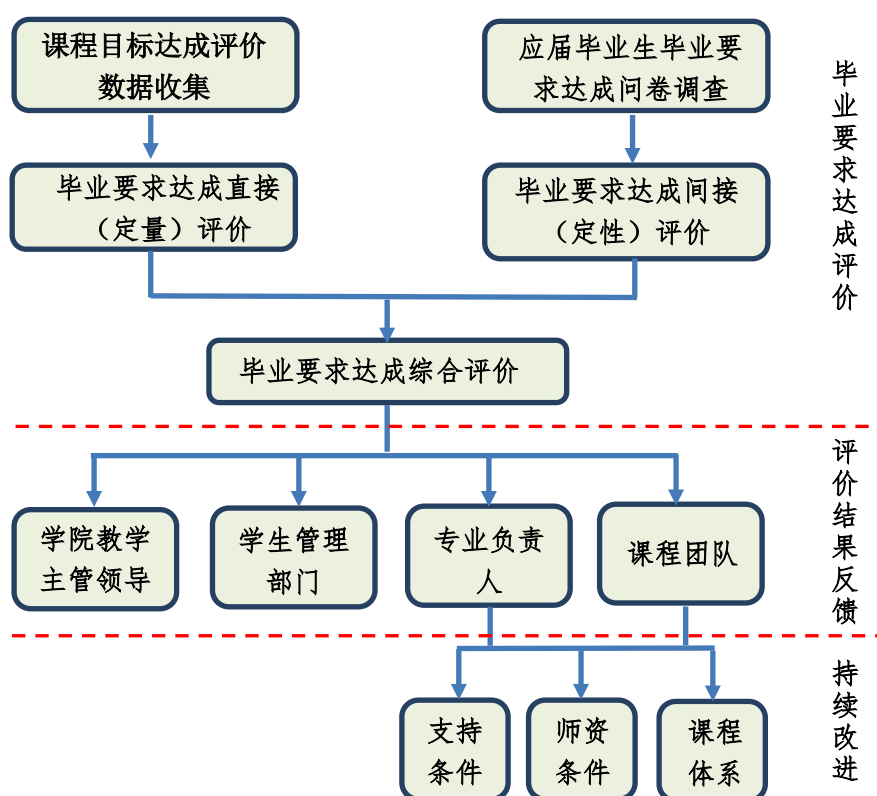 课程目标达成评价
数据收集
应届毕业生毕业要
求达成问卷调查
毕业要求达成直接
（定量）评价
毕业要求达成间接
（定性）评价
毕业要求达成综合评价
毕业要求达成评价
学院教学
主管领导
学生管理
部门
专业负责
人
课程团队
评价结果反馈
支持
条件
师资
条件
课程
体系
持续改进